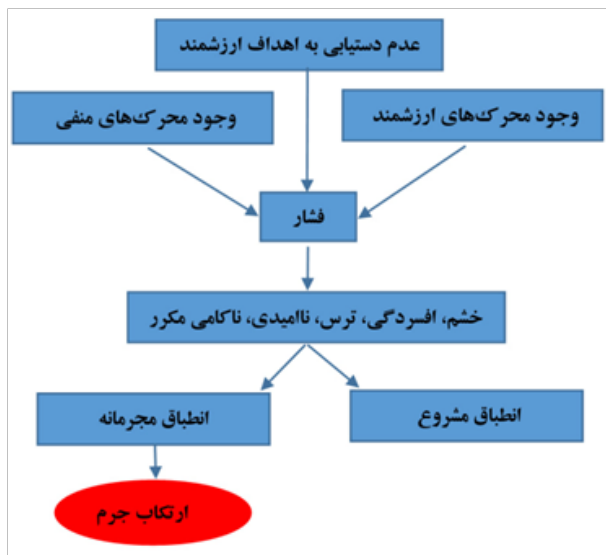 عدم دستیابی به اهداف ارزشمند
وجود محرک‌های ارزشمند
وجود محرک‌های منفی
فشار
خشم، افسردگی، ترس، ناامیدی، ناکامی مکرر
انطباق مشروع
انطباق مجرمانه
ارتکاب جرم